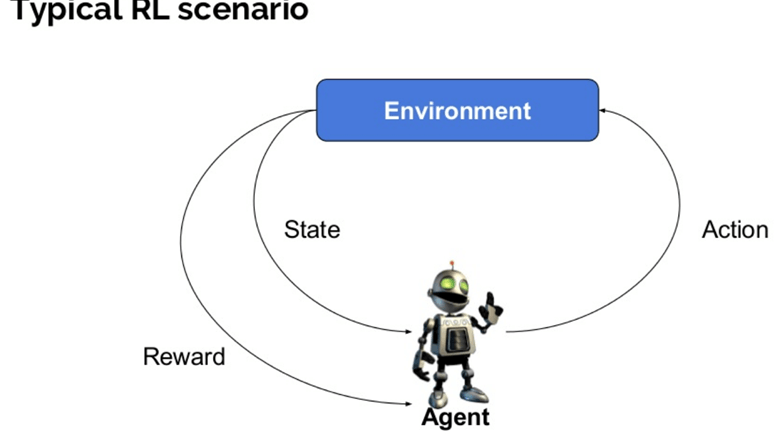 Typical RL scenario
Environment
State
Action
Reward
Agent